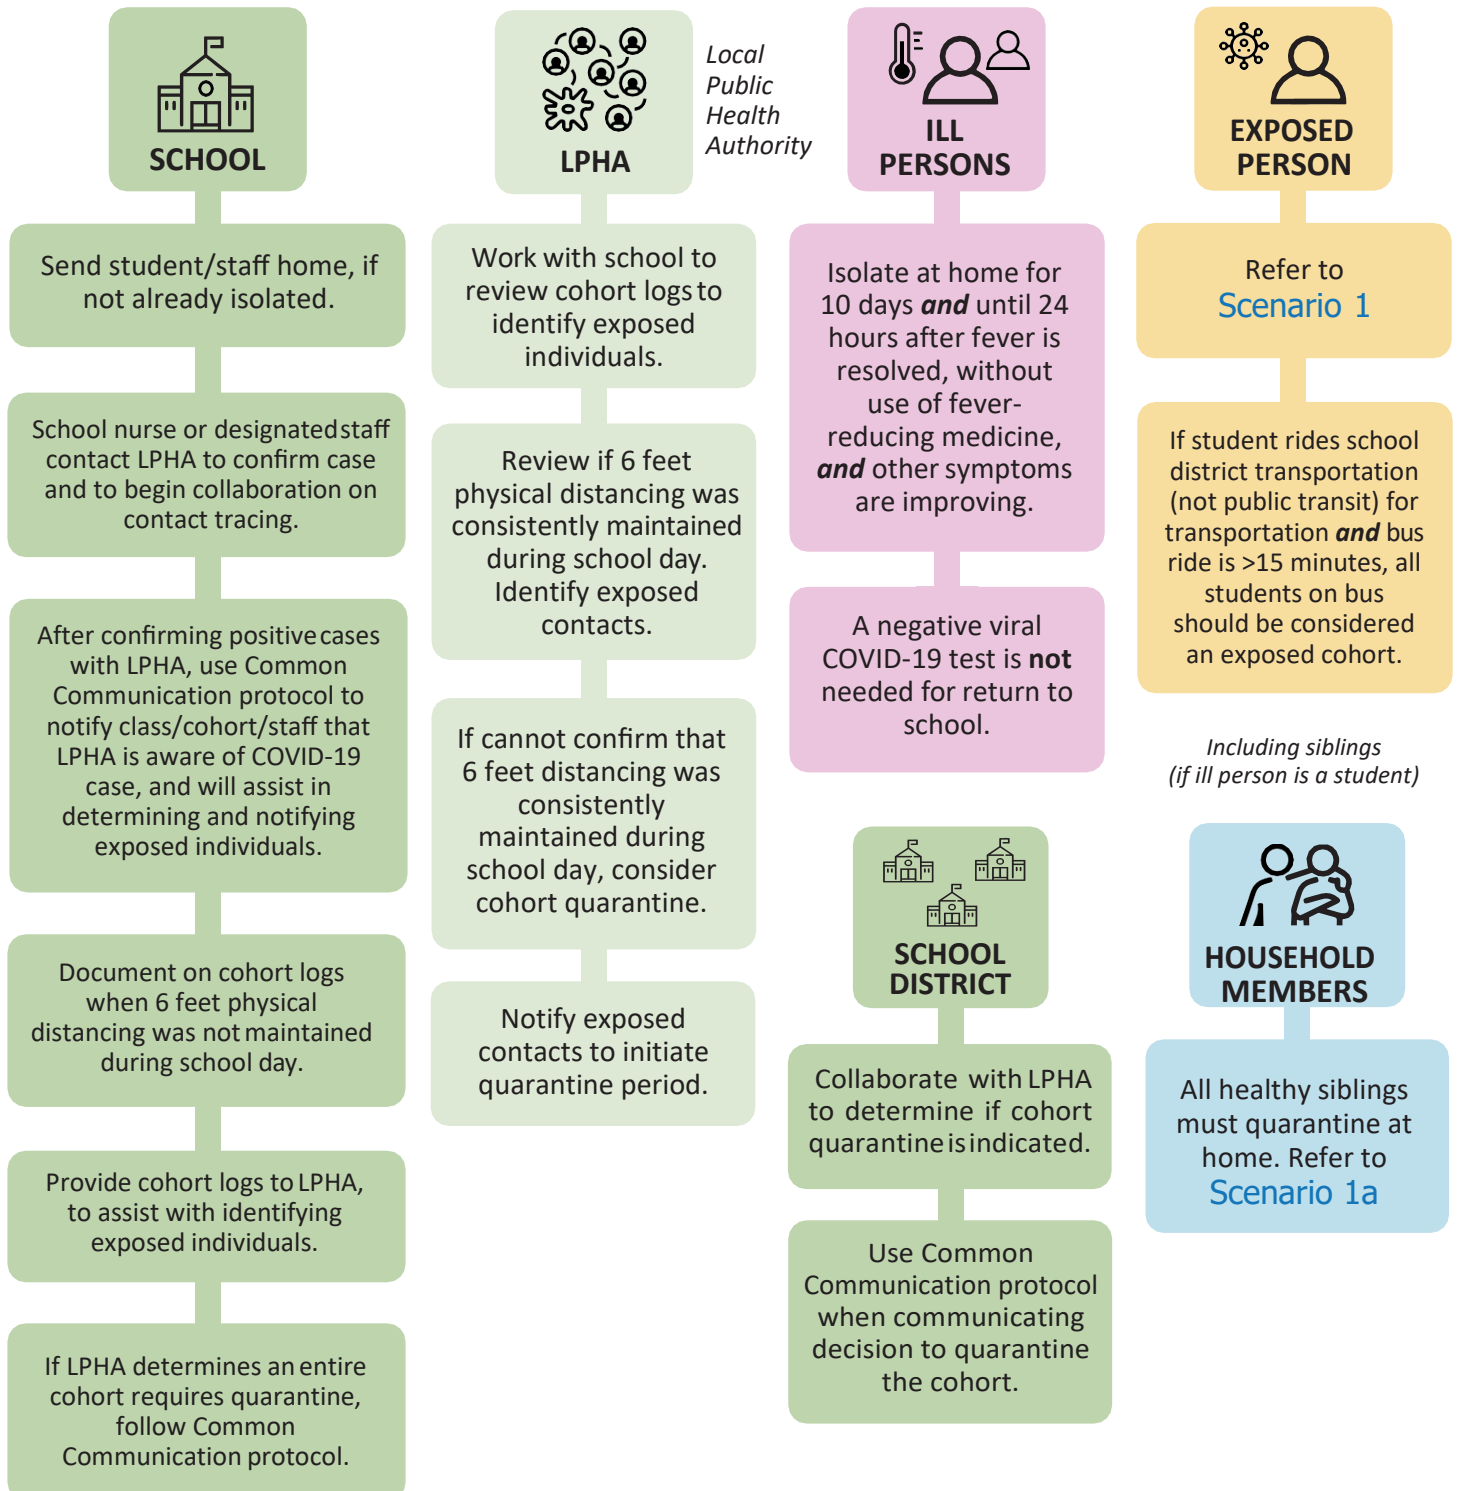 SCHOOL
Send student/staff home, if
not already isolated.
School nurse or designated staff
contact LPHA to confirm case
and to begin collaboration on
contact tracing.
After confirming positive cases
with LPHA, use Common
Communication protocol to
notify class/cohort/staff that
LPHA is aware of COVID-19
case, and will assist in
determining and notifying
exposed individuals.
Document on cohort logs
when 6 feet physical
distancing was not maintained
during school day.
Provide cohort logs to LPHA,
to assist with identifying
exposed individuals.
If LPHA determines an entire
cohort requires quarantine,
follow Common
Communication protocol.
LPHA
Local
Public
Health
Authority
Work with school to
review cohort logs to
identify exposed
individuals.
Review if 6 feet
physical distancing was
consistently maintained
during school day.
Identify exposed
contacts.
If cannot confirm that
6 feet distancing was
consistently
maintained during
school day, consider
cohort quarantine.
Notify exposed
contacts to initiate
quarantine period.
ILL
PERSONS
Isolate at home for
10 days and until 24
hours after fever is
resolved, without
use of fever-
reducing medicine,
and other symptoms
are improving.
A negative viral
COVID-19 test is not
needed for return to
school.
SCHOOL
DISTRICT
Collaborate with LPHA
to determine if cohort
quarantine is indicated.
Use Common
Communication protocol
when communicating
decision to quarantine
the cohort.
EXPOSED
PERSON
Refer to
Scenario 1
If student rides school
district transportation
(not public transit) for
transportation and bus
ride is >15 minutes, all
students on bus
should be considered
an exposed cohort.
Including siblings
(if ill person is a student)
HOUSEHOLD
MEMBERS
All healthy siblings
must quarantine at
home. Refer to
Scenario 1a